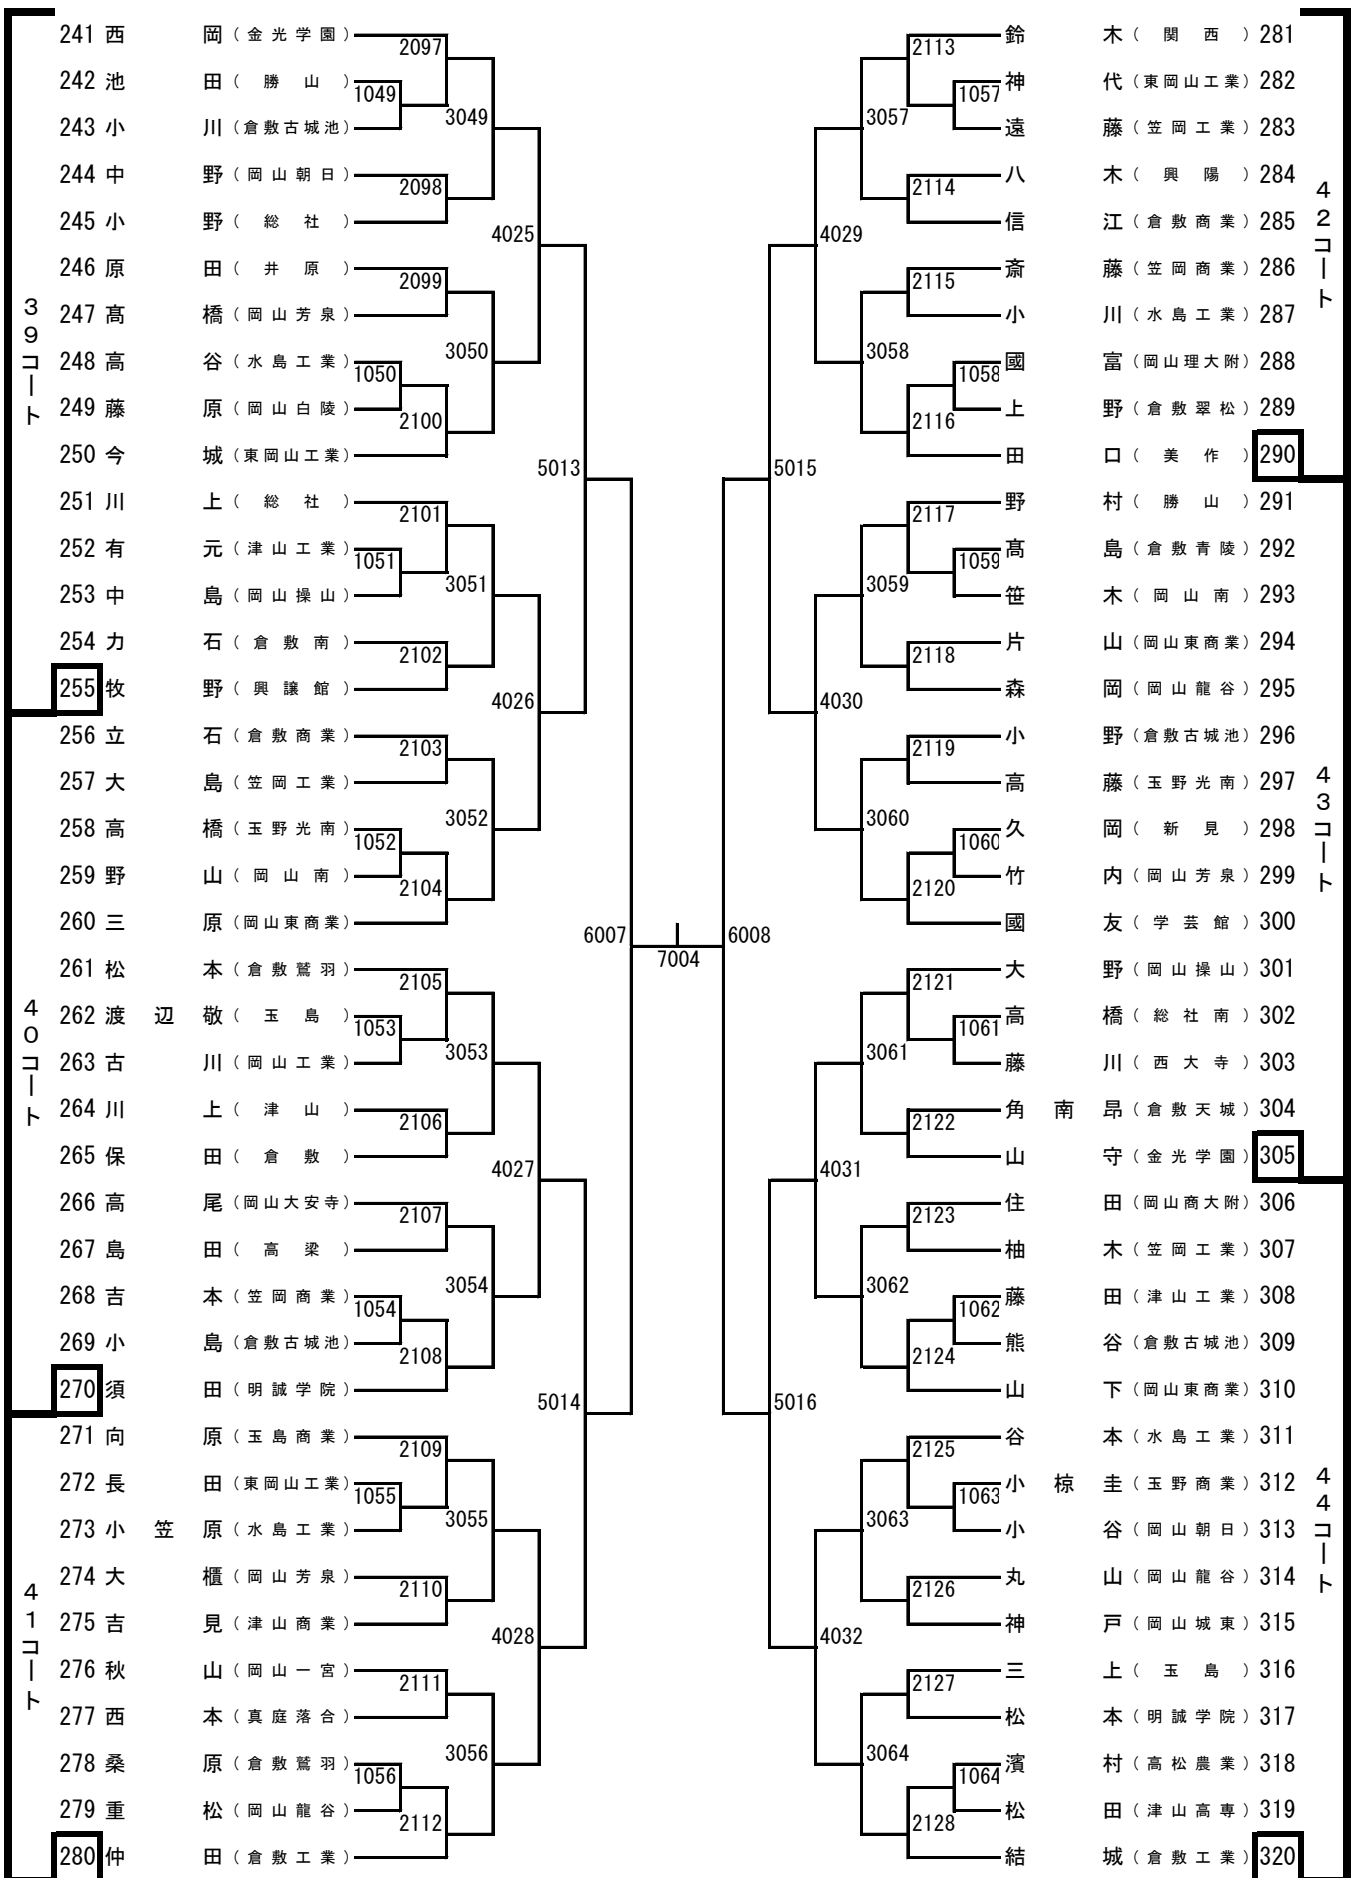 39コート
241 西岡 (金光学園)
242 池田 (勝山)
243 小川 (倉敷古城池)
244 中野 (岡山朝日)
245 小野 (総社)
246 原田 (井原)
247 髙橋 (岡山芳泉)
248 高谷 (水島工業)
249 藤原 (岡山白陵)
250 今城 (東岡山工業)
251 川上 (総社)
252 有元 (津山工業)
253 中島 (岡山操山)
254 力石 (倉敷南)
255 牧野 (興譲館)
40コート
256 立石 (倉敷商業)
257 大島 (笠岡工業)
258 高橋 (玉野光南)
259 野山 (岡山南)
260 三原 (岡山東商業)
261 松本 (倉敷鷲羽)
262 渡辺敬 (玉島)
263 古川 (岡山工業)
264 川上 (津山)
265 保田 (倉敷)
266 高尾 (岡山大安寺)
267 島田 (高梁)
268 吉本 (笠岡商業)
269 小島 (倉敷古城池)
270 須田 (明誠学院)
41コート
271 向原 (玉島商業)
272 長田 (東岡山工業)
273 小笠原 (水島工業)
274 大櫃 (岡山芳泉)
275 吉見 (津山商業)
276 秋山 (岡山一宮)
277 西本 (真庭落合)
278 桑原 (倉敷鷲羽)
279 重松 (岡山龍谷)
280 仲田 (倉敷工業)
1049
1050
1051
1052
1053
1054
1055
1056
2097
2098
2099
2100
2101
2102
2103
2104
2105
2106
2107
2108
2109
2110
2111
2112
3049
3050
3051
3052
3053
3054
3055
3056
4025
4026
4027
4028
5013
5014
6007
7004
6008
5015
5016
4029
4030
4031
4032
3057
3058
3059
3060
3061
3062
3063
3064
2113
2114
2115
2116
2117
2118
2119
2120
2121
2122
2123
2124
2125
2126
2127
2128
1057
1058
1059
1060
1061
1062
1063
1064
42コート
鈴木 (関西) 281
神代 (東岡山工業) 282
遠藤 (笠岡工業) 283
八木 (興陽) 284
信江 (倉敷商業) 285
斎藤 (笠岡商業) 286
小川 (水島工業) 287
國富 (岡山理大附) 288
上野 (倉敷翠松) 289
田口 (美作) 290
43コート
野村 (勝山) 291
髙島 (倉敷青陵) 292
笹木 (岡山南) 293
片山 (岡山東商業) 294
森岡 (岡山龍谷) 295
小野 (倉敷古城池) 296
高藤 (玉野光南) 297
久岡 (新見) 298
竹内 (岡山芳泉) 299
國友 (学芸館) 300
大野 (岡山操山) 301
高橋 (総社南) 302
藤川 (西大寺) 303
角南昂 (倉敷天城) 304
山守 (金光学園) 305
44コート
住田 (岡山商大附) 306
柚木 (笠岡工業) 307
藤田 (津山工業) 308
熊谷 (倉敷古城池) 309
山下 (岡山東商業) 310
谷本 (水島工業) 311
小椋圭 (玉野商業) 312
小谷 (岡山朝日) 313
丸山 (岡山龍谷) 314
神戸 (岡山城東) 315
三上 (玉島) 316
松本 (明誠学院) 317
濱村 (高松農業) 318
松田 (津山高専) 319
結城 (倉敷工業) 320